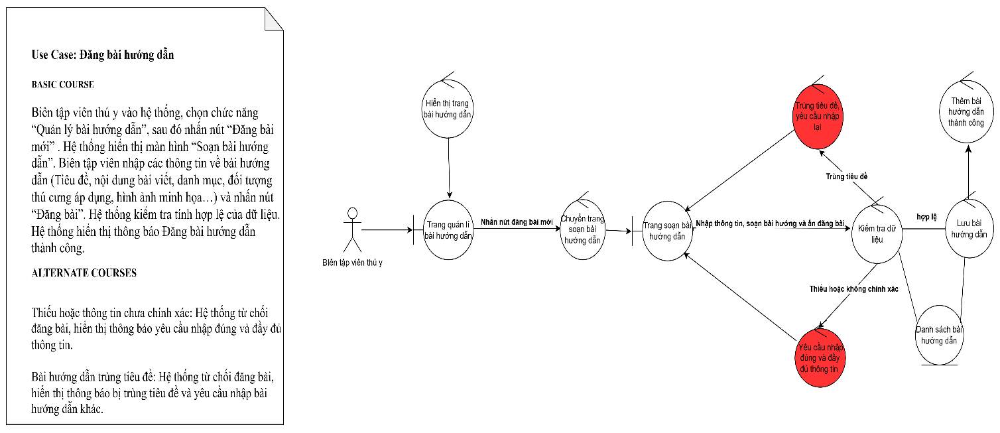 Use Case: Đăng bài hướng dẫn
BASIC COURSE
Biên tập viên thú y vào hệ thống, chọn chức năng
“Quản lý bài hướng dẫn”, sau đó nhấn nút “Đăng bài
mới” . Hệ thống hiển thị màn hình “Soạn bài hướng
dẫn”. Biên tập viên nhập các thông tin về bài hướng
dẫn (Tiêu đề, nội dung bài viết, danh mục, đối tượng
thú cưng áp dụng, hình ảnh minh họa…) và nhấn nút
“Đăng bài”. Hệ thống kiểm tra tính hợp lệ của dữ liệu.
Hệ thống hiển thị thông báo Đăng bài hướng dẫn
thành công.
ALTERNATE COURSES
Thiếu hoặc thông tin chưa chính xác: Hệ thống từ chối
đăng bài, hiển thị thông báo yêu cầu nhập đúng và đầy đủ
thông tin.
Bài hướng dẫn trùng tiêu đề: Hệ thống từ chối đăng bài,
hiển thị thông báo bị trùng tiêu đề và yêu cầu nhập bài
hướng dẫn khác.
Biên tập viên thú y
Hiển thị trang
bài hướng dẫn
Trang quản lí
bài hướng dẫn
Nhấn nút đăng bài mới
Chuyển trang
soạn bài
hướng dẫn
Trang soạn bài
hướng dẫn
Nhập thông tin, soạn bài hướng và ấn đăng bài
Trùng tiêu đề,
yêu cầu nhập
lại
Trùng tiêu đề
Kiểm tra dữ
liệu
Thiếu hoặc không chính xác
Yêu cầu nhập
đúng và đầy
đủ thông tin
hợp lệ
Thêm bài
hướng dẫn
thành công
Lưu bài
hướng dẫn
Danh sách bài
hướng dẫn